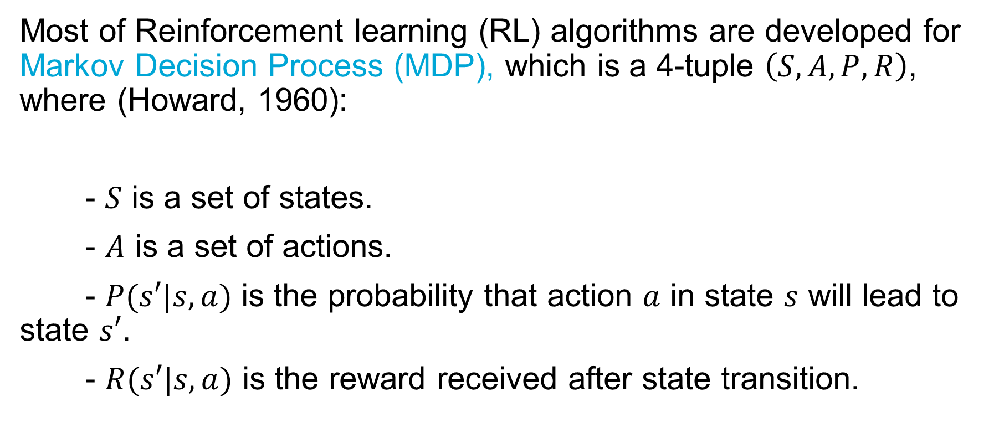 Most of Reinforcement learning (RL) algorithms are developed for
Markov Decision Process (MDP), which is a 4-tuple (S, A, P, R),
where (Howard, 1960):
- S is a set of states.
- A is a set of actions.
- P(s′|s, a) is the probability that action a in state s will lead to
state s′.
- R(s′|s, a) is the reward received after state transition.